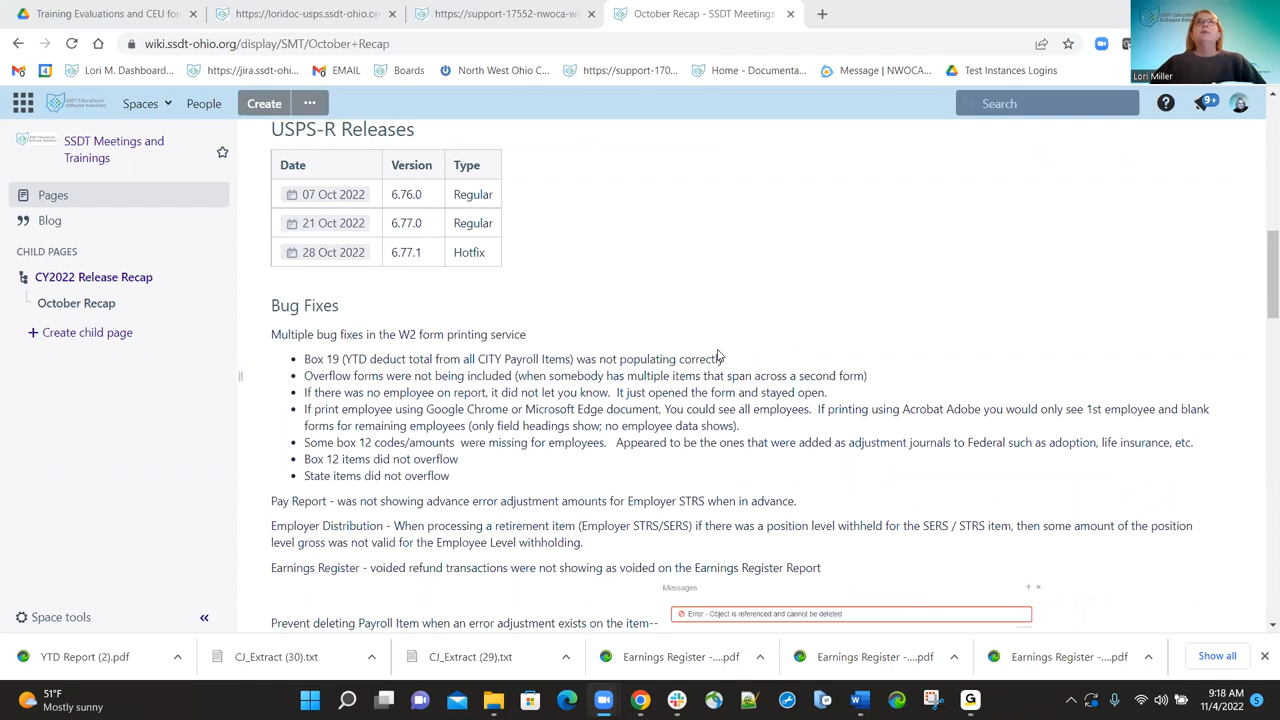 Training Evaluations and CEU for
https://loridoc-usps.ssdt-ohio.or
https://support-17552-nwoca-w
October Recap - SSDT Meetings
wiki.ssdt-ohio.org/display/SMT/October+Recap
Lori M. Dashboard...
https://jira.ssdt-ohi...
EMAIL
Boards
North West Ohio C...
https://support-170...
Home - Documenta...
Message | NWOCA...
Test Instances Logins
Lori Miller
Spaces
People
Create
Search
9+
SSDT Meetings and
Trainings
Pages
Blog
CHILD PAGES
CY2022 Release Recap
October Recap
+ Create child page
Space tools
USPS-R Releases
Date Version Type
07 Oct 2022 6.76.0 Regular
21 Oct 2022 6.77.0 Regular
28 Oct 2022 6.77.1 Hotfix
Bug Fixes
Multiple bug fixes in the W2 form printing service
• Box 19 (YTD deduct total from all CITY Payroll Items) was not populating correctly
• Overflow forms were not being included (when somebody has multiple items that span across a second form)
• If there was no employee on report, it did not let you know. It just opened the form and stayed open.
• If print employee using Google Chrome or Microsoft Edge document, You could see all employees. If printing using Acrobat Adobe you would only see 1st employee and blank
forms for remaining employees (only field headings show; no employee data shows).
• Some box 12 codes/amounts were missing for employees. Appeared to be the ones that were added as adjustment journals to Federal such as adoption, life insurance, etc.
• Box 12 items did not overflow
• State items did not overflow
Pay Report - was not showing advance error adjustment amounts for Employer STRS when in advance.
Employer Distribution - When processing a retirement item (Employer STRS/SERS) if there was a position level withheld for the SERS / STRS item, then some amount of the position
level gross was not valid for the Employee Level withholding.
Earnings Register - voided refund transactions were not showing as voided on the Earnings Register Report
Messages
Error - Object is referenced and cannot be deleted
Prevent deleting Payroll Item when an error adjustment exists on the item--
YTD Report (2).pdf
CJ_Extract (30).txt
CJ_Extract (29).txt
Earnings Register -....pdf
Earnings Register -....pdf
Earnings Register -....pdf
Show all
51°F
Mostly sunny
9:18 AM
11/4/2022